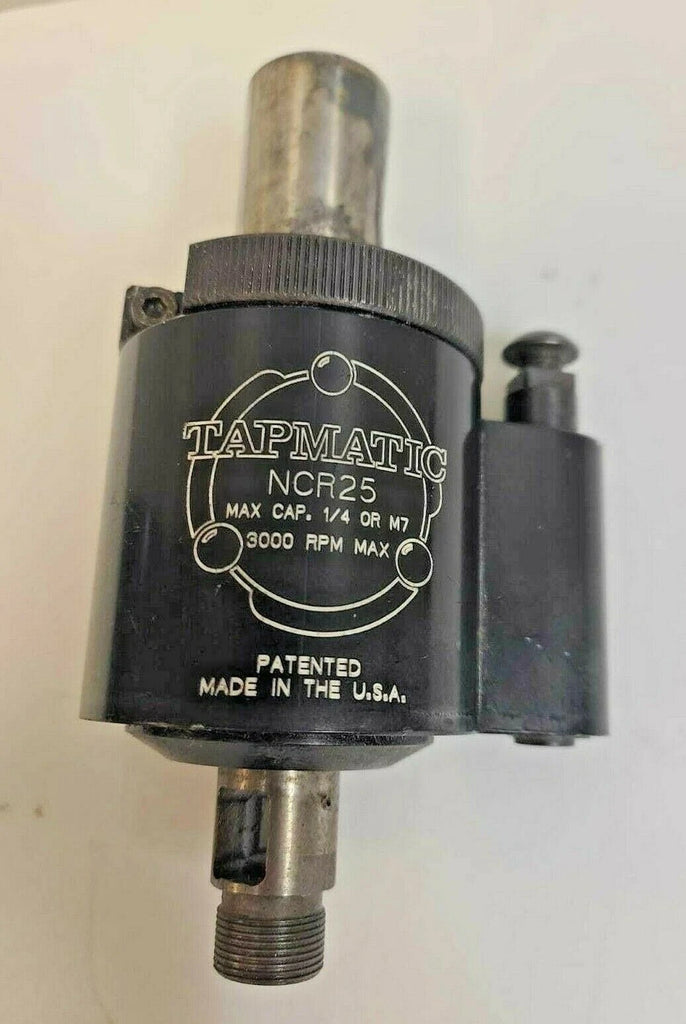 TAPMATIC
NCR25
MAX CAP. 1/4 OR M7
3000 RPM MAX
PATENTED
MADE IN THE U.S.A.